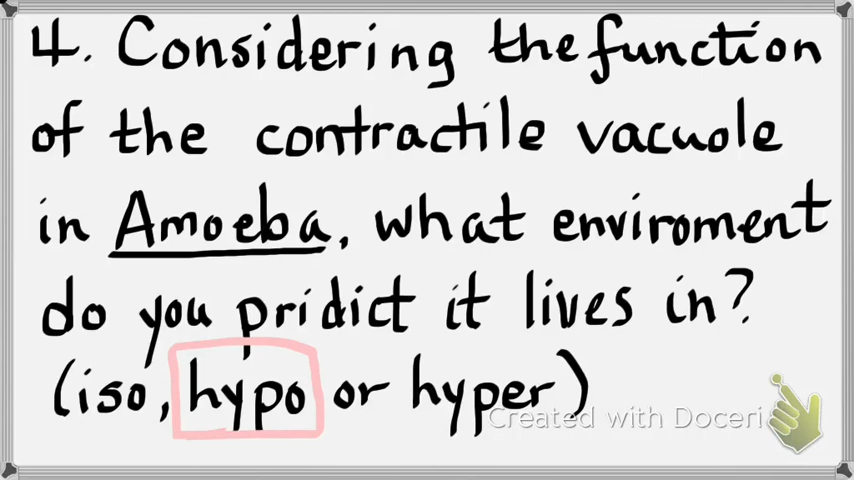 4. Considering the function
of the contractile vacuole
in Amoeba, what enviroment
do you pridict it lives in?
(iso, hypo or hyper)
Created with Doceri